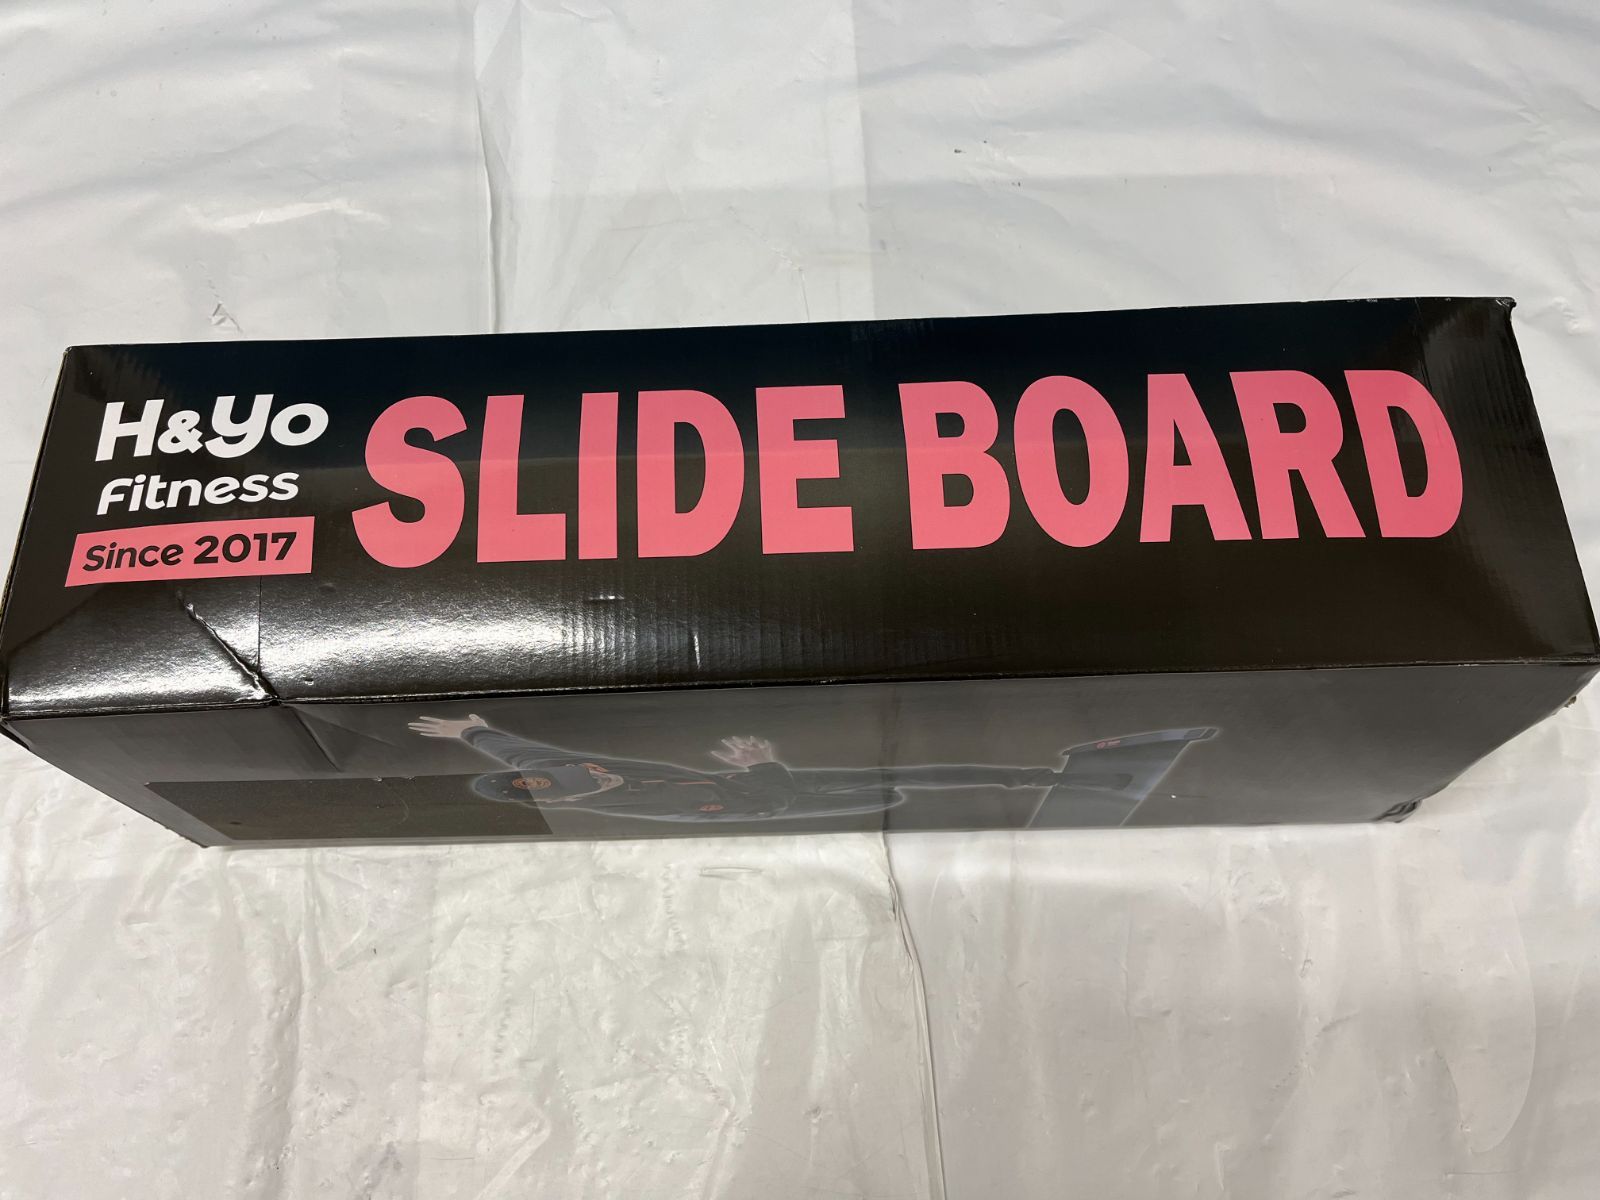 H&Yo
Fitness
Since 2017
SLIDE BOARD